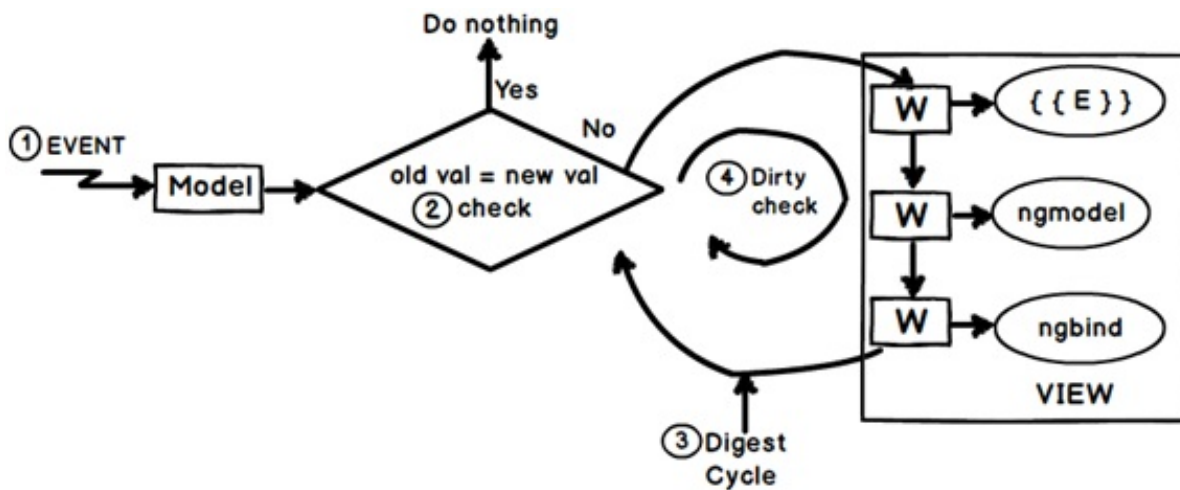 Do nothing
Yes
No
① EVENT
Model
old val = new val
② check
④ Dirty
check
W
{ { E } }
W
ngmodel
W
ngbind
VIEW
③ Digest
Cycle